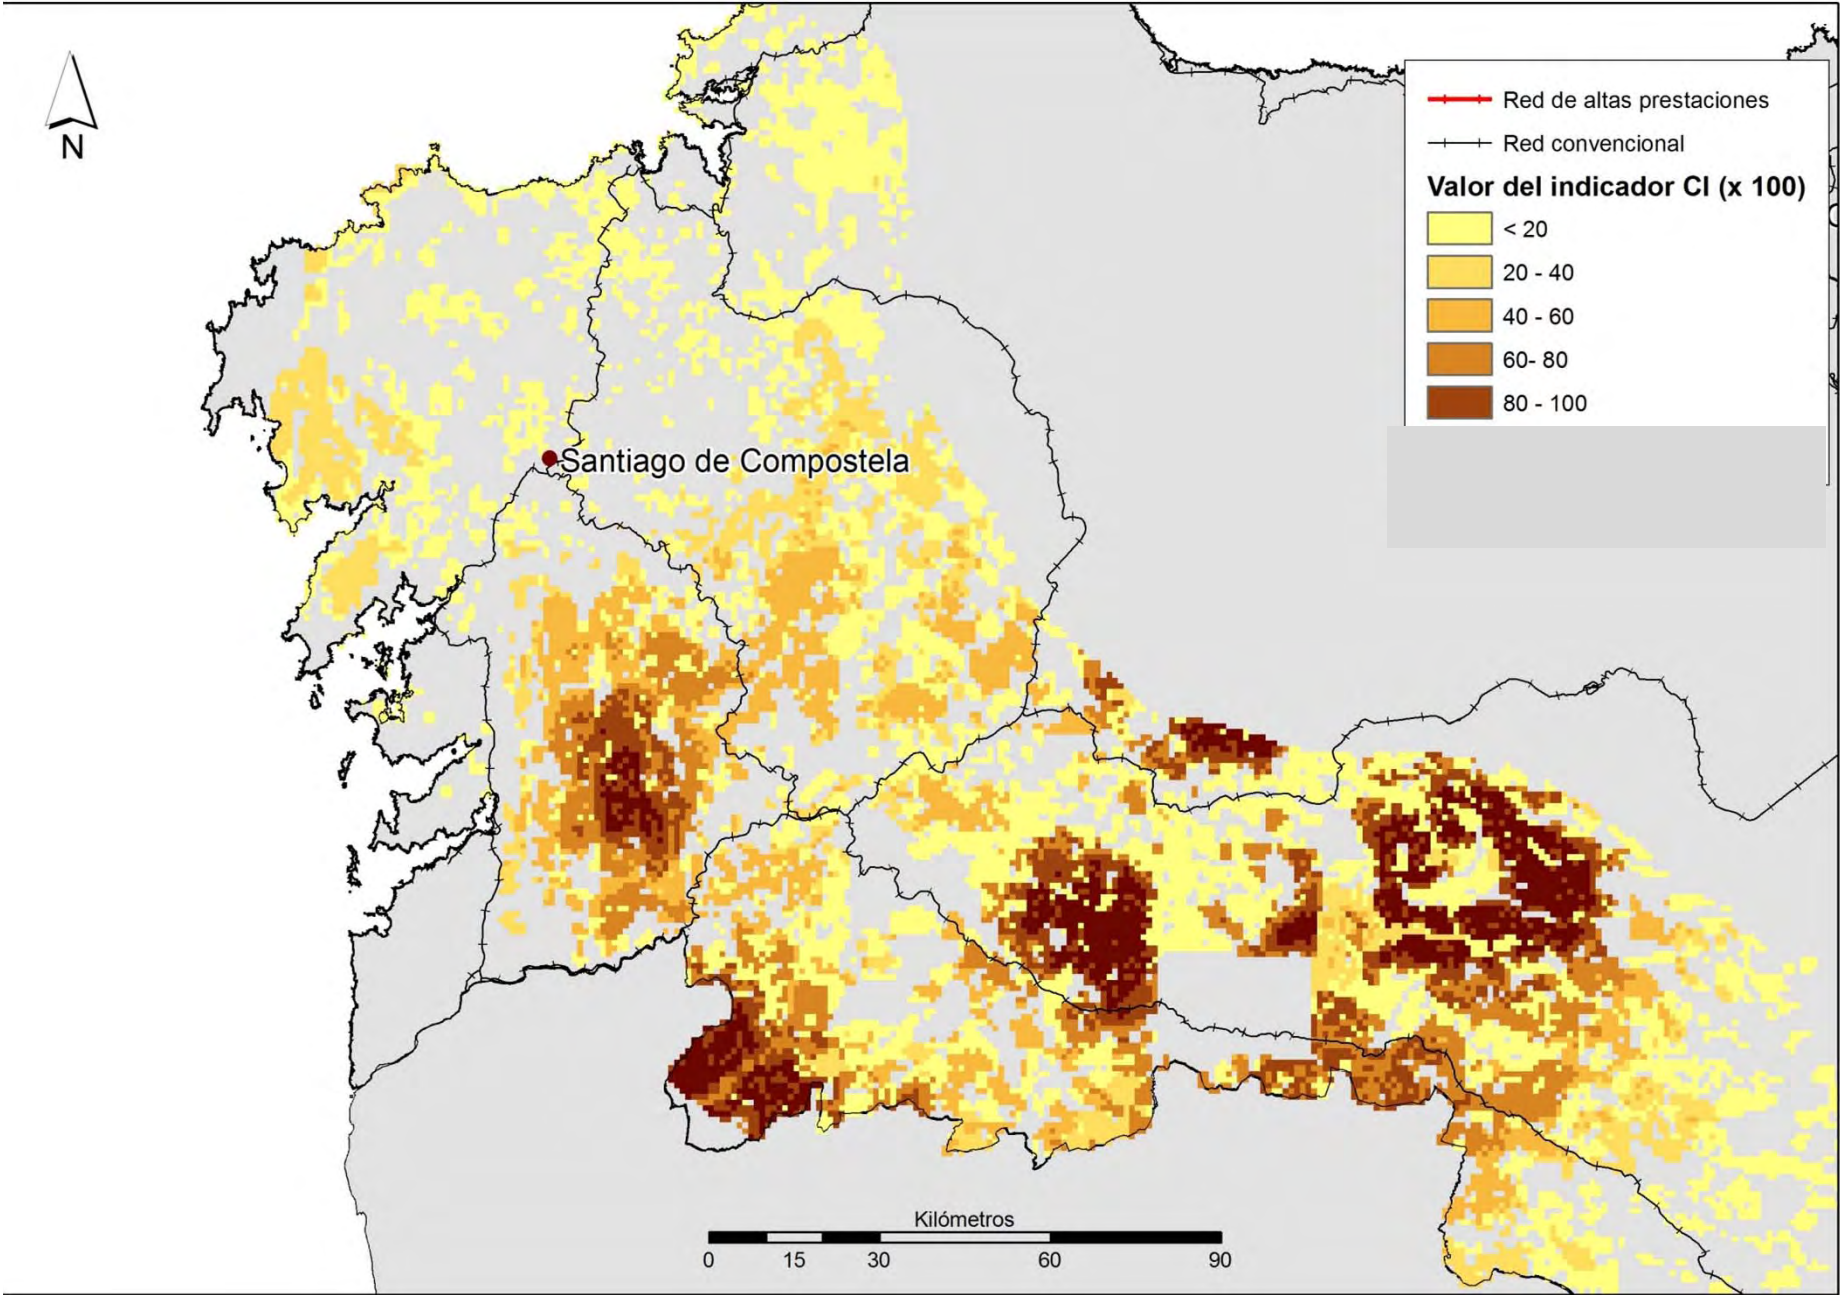 N
Red de altas prestaciones
Red convencional
Valor del indicador CI (x 100)
< 20
20 - 40
40 - 60
60- 80
80 - 100
Santiago de Compostela
Kilómetros
0 15 30 60 90